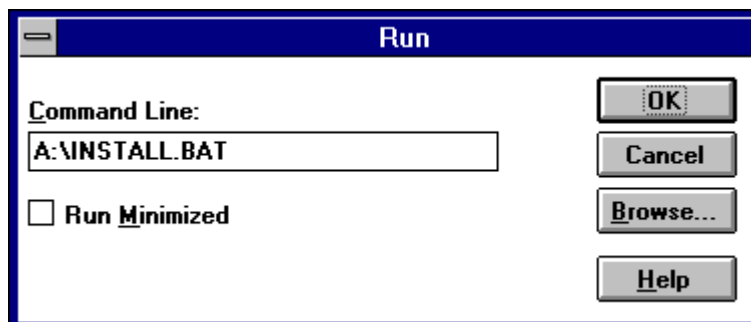 Run
Command Line:
A:\INSTALL.BAT
Run Minimized
OK
Cancel
Browse...
Help